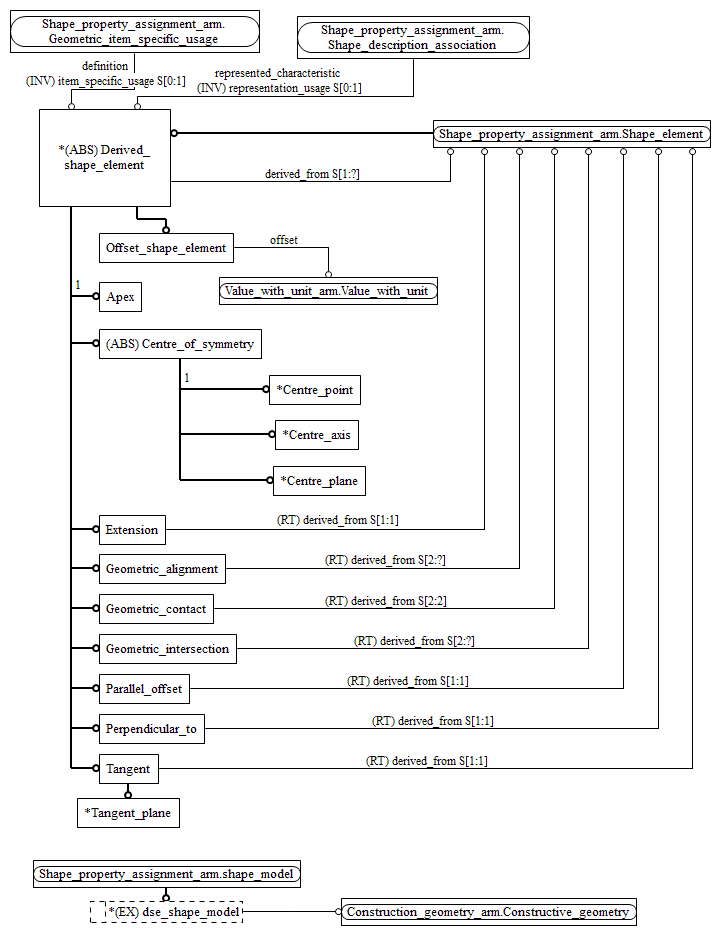 Shape_property_assignment_arm.
Geometric_item_specific_usage
Shape_property_assignment_arm.
Shape_description_association
definition
(INV) item_specific_usage S[0:1]
represented_characteristic
(INV) representation_usage S[0:1]
*(ABS) Derived_
shape_element
Shape_property_assignment_arm.Shape_element
derived_from S[1:?]
Offset_shape_element
offset
Value_with_unit_arm.Value_with_unit
1
Apex
(ABS) Centre_of_symmetry
1
*Centre_point
*Centre_axis
*Centre_plane
Extension
(RT) derived_from S[1:1]
Geometric_alignment
(RT) derived_from S[2:?]
Geometric_contact
(RT) derived_from S[2:2]
Geometric_intersection
(RT) derived_from S[2:?]
Parallel_offset
(RT) derived_from S[1:1]
Perpendicular_to
(RT) derived_from S[1:1]
Tangent
(RT) derived_from S[1:1]
*Tangent_plane
Shape_property_assignment_arm.shape_model
*(EX) dse_shape_model
Construction_geometry_arm.Constructive_geometry